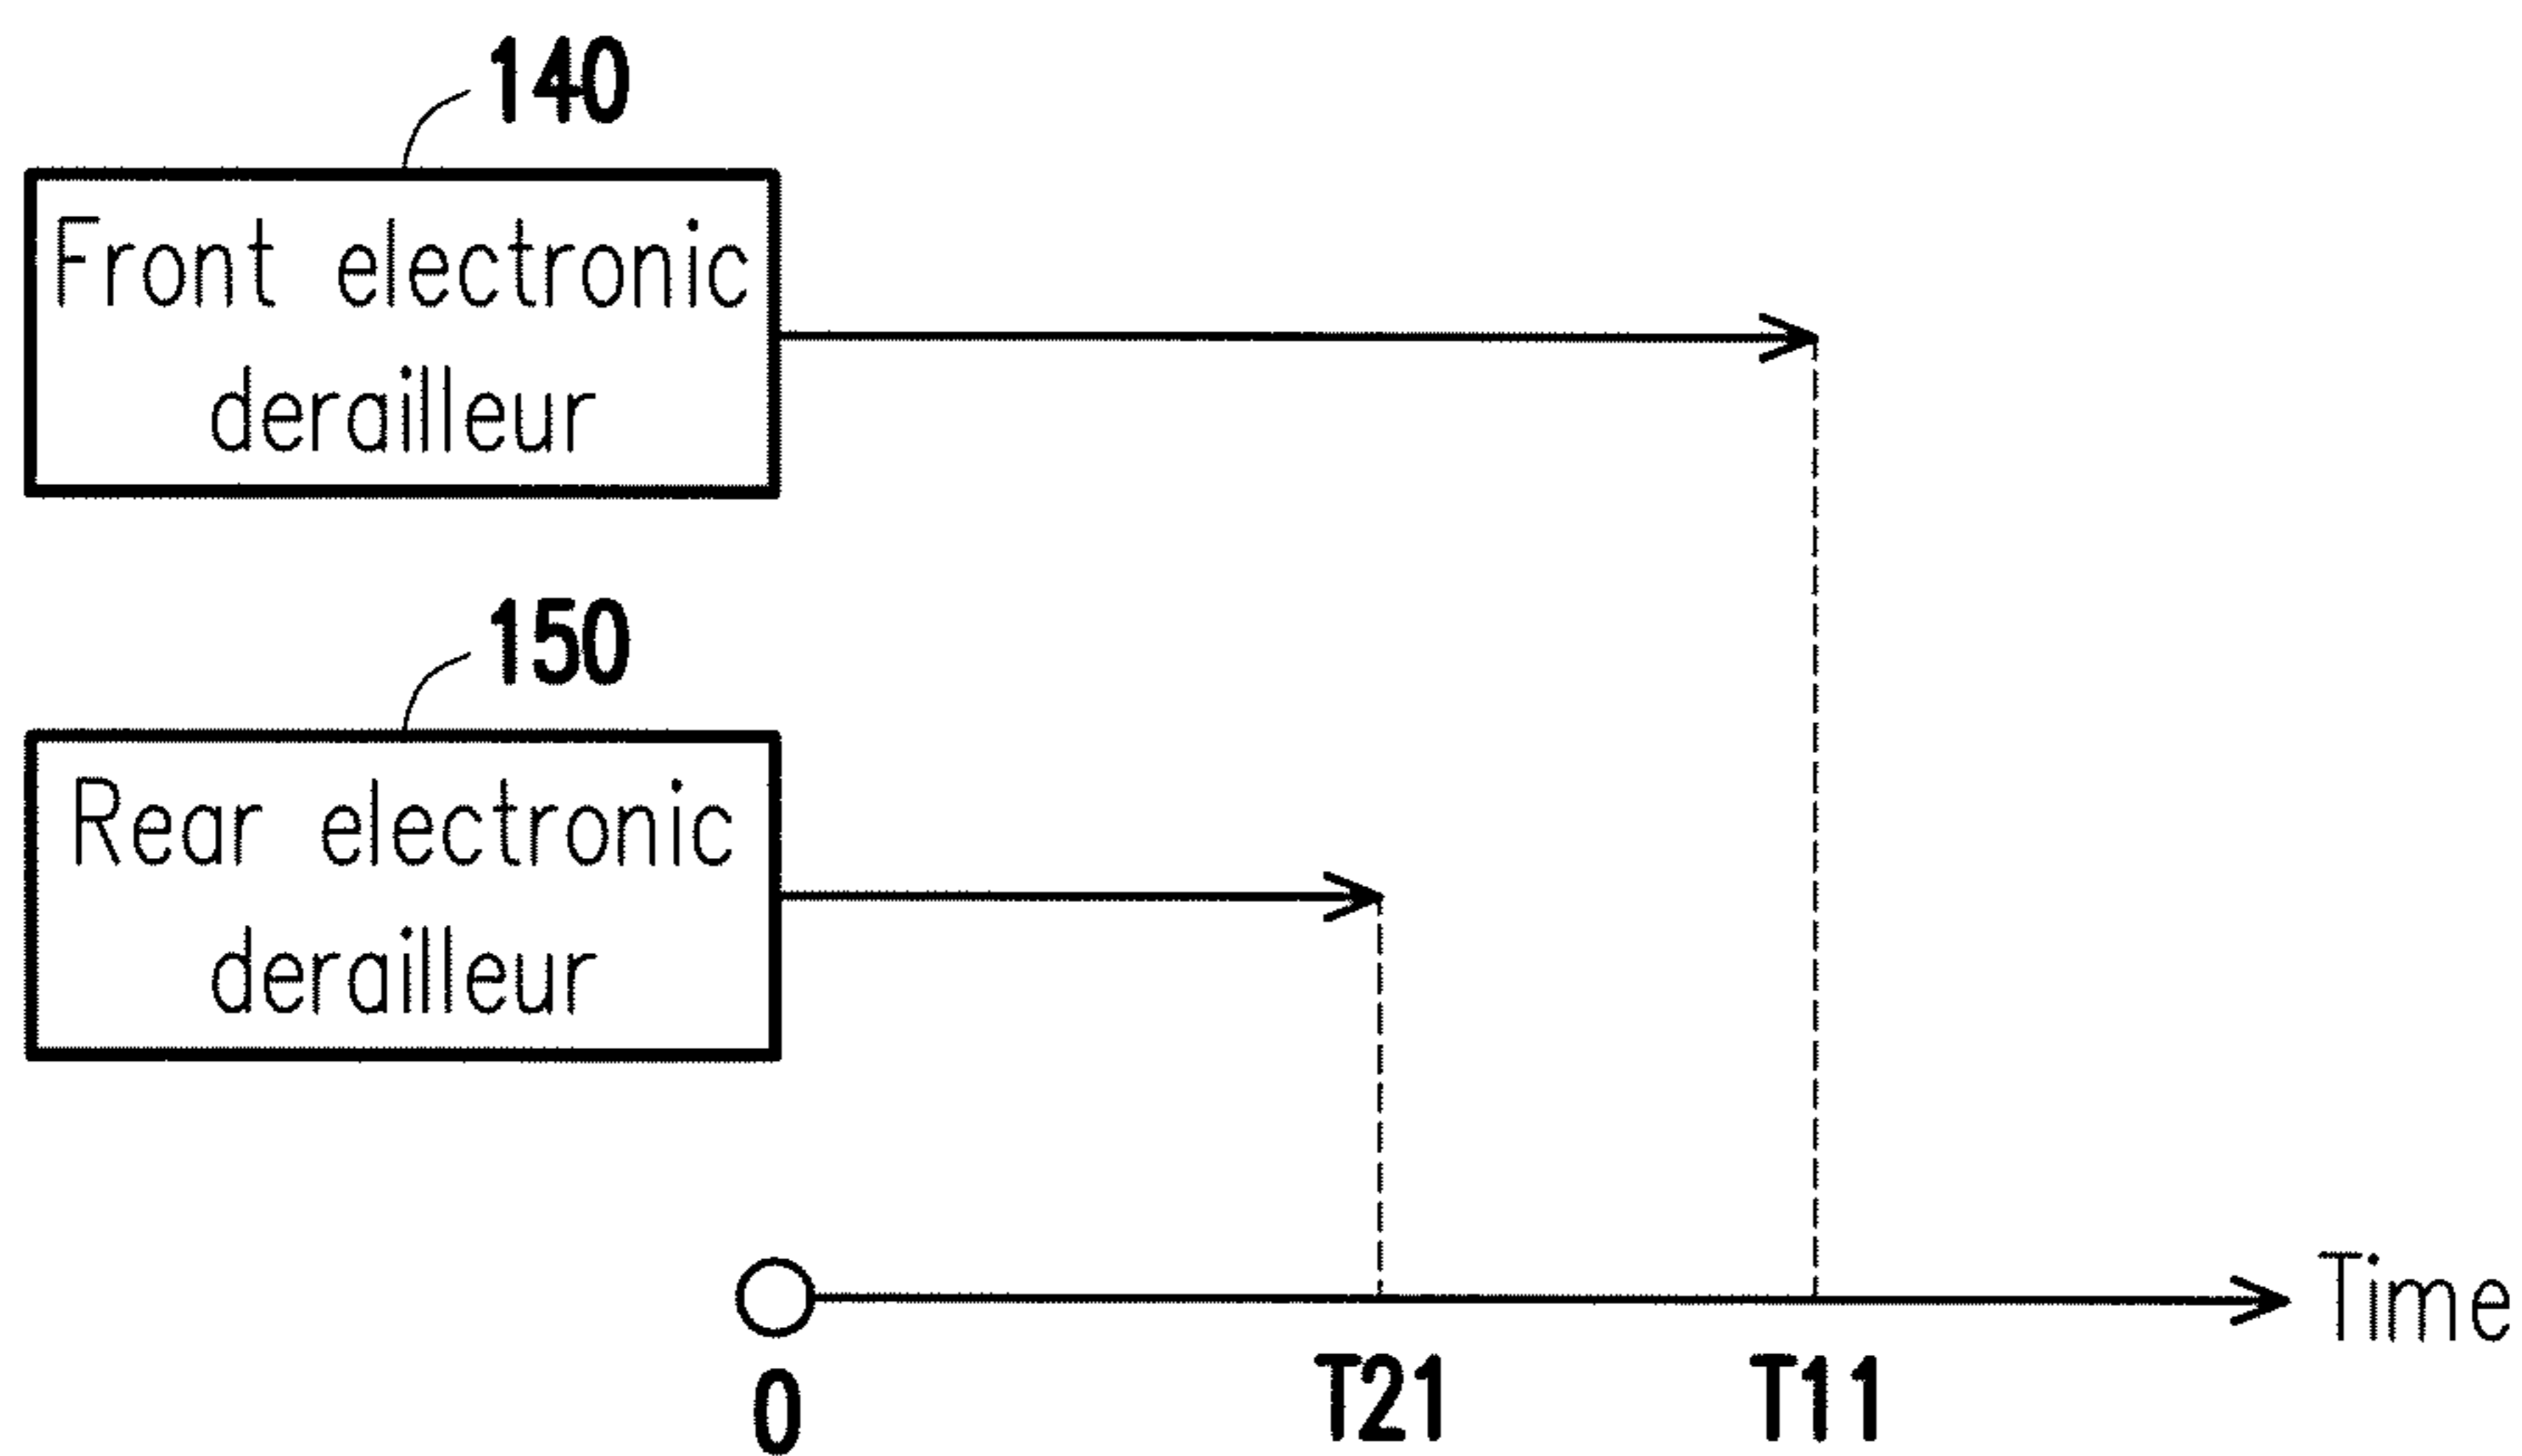 140
Front electronic
derailleur
150
Rear electronic
derailleur
Time
0
T21
T11